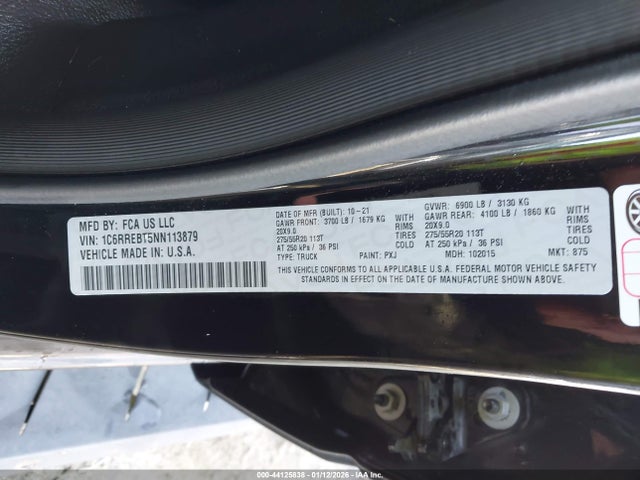 MFD BY: FCA US LLC
VIN: 1C6RREBT5NN113879
VEHICLE MADE IN: U.S.A.
DATE OF MFR (BUILT): 10-21
GAWR FRONT: 3700 LB / 1679 KG
20X9.0 RIMS
275/55R20 113T TIRES
AT 250 kPa / 36 PSI
TYPE: TRUCK PAINT: PXJ
GVWR: 6900 LB / 3130 KG
GAWR REAR: 4100 LB / 1860 KG
20X9.0 RIMS
275/55R20 113T TIRES
AT 250 kPa / 36 PSI
MDH: 102015 MKT: 875
THIS VEHICLE CONFORMS TO ALL APPLICABLE U.S.A. FEDERAL MOTOR VEHICLE SAFETY
STANDARDS IN EFFECT ON THE DATE OF MANUFACTURE SHOWN ABOVE.
000-44125838 - 01/12/2026 - IAA Inc.